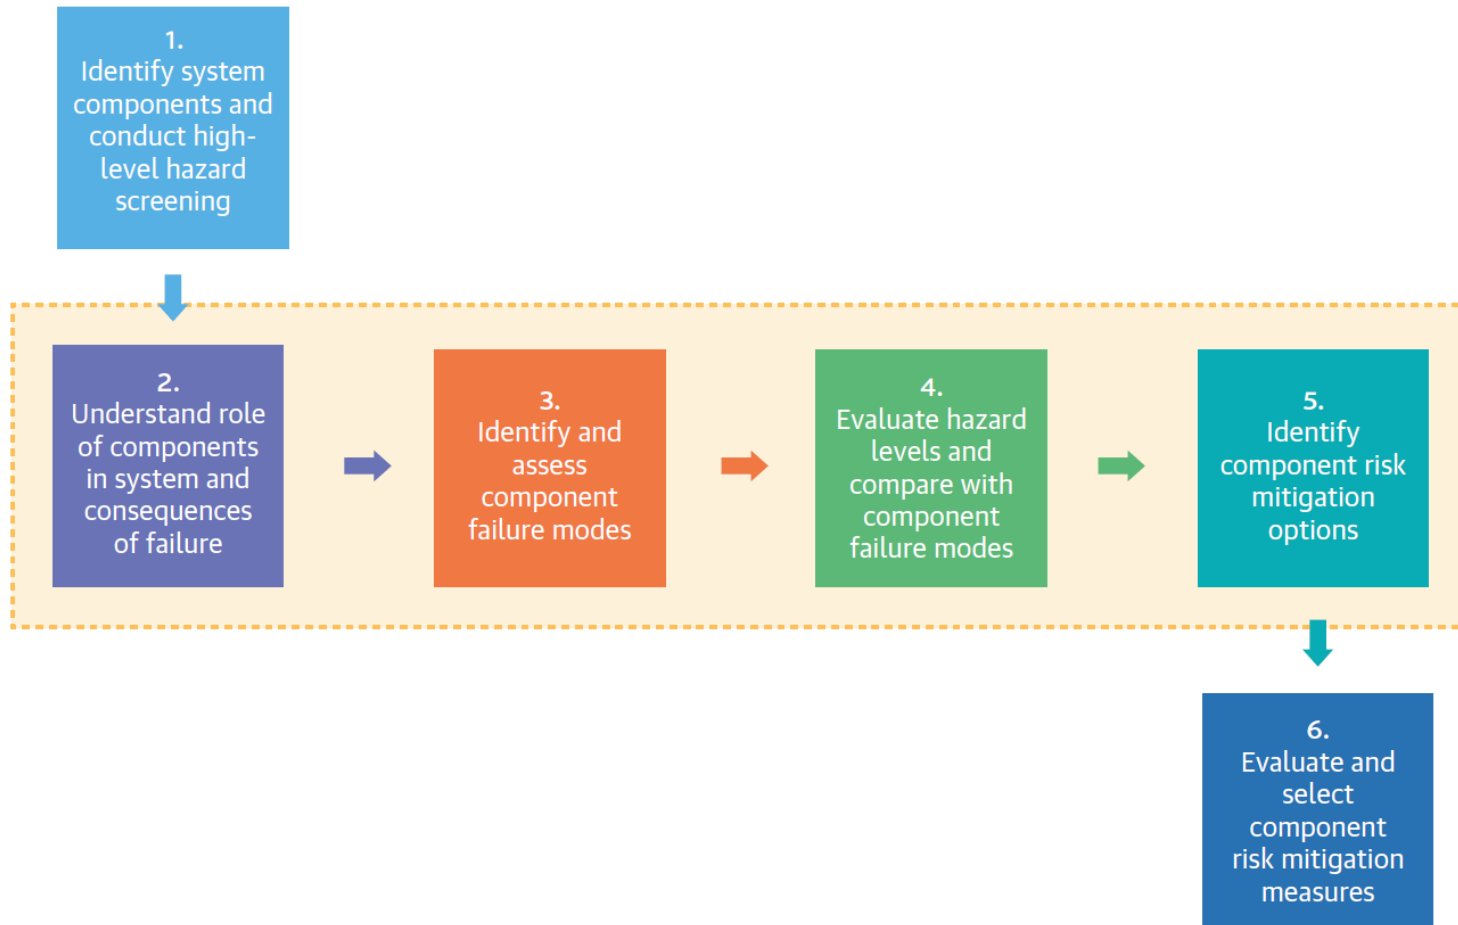 1.
Identify system
components and
conduct high-
level hazard
screening
2.
Understand role
of components
in system and
consequences
of failure
3.
Identify and
assess
component
failure modes
4.
Evaluate hazard
levels and
compare with
component
failure modes
5.
Identify
component risk
mitigation
options
6.
Evaluate and
select
component
risk mitigation
measures